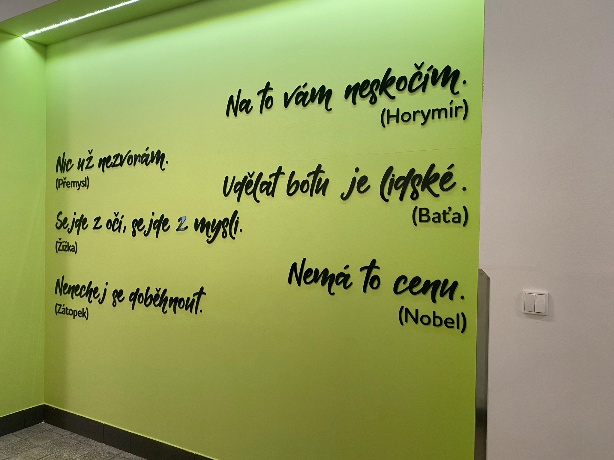 Nic už nezvorám.
(Přemysl)
Sejde z očí, sejde z mysli.
(Žižka)
Nenechej se doběhnout.
(Zátopek)
Na to vám neskočím.
(Horymír)
Udělat botu je lidské.
(Baťa)
Nemá to cenu.
(Nobel)